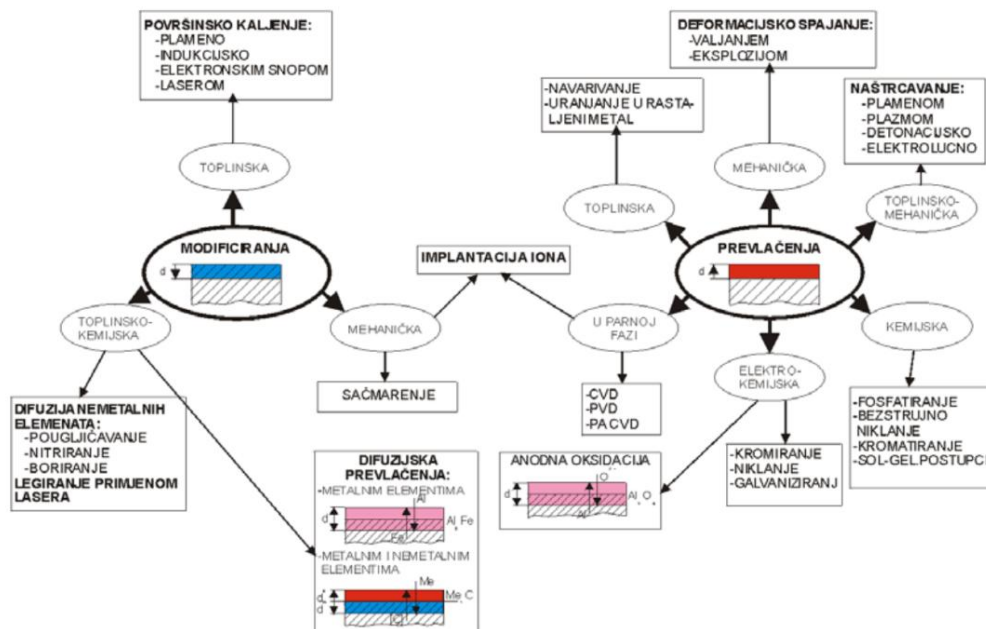 POVRŠINSKO KALJENJE:
-PLAMENO
-INDUKCIJSKO
-ELEKTRONSKIM SNOPOM
-LASEROM
DEFORMACIJSKO SPAJANJE:
-VALJANJEM
-EKSPLOZIJOM
-NAVARIVANJE
-URANJANJE U RASTA-
LJENI METAL
NAŠTRCAVANJE:
-PLAMENOM
-PLAZMOM
-DETONACIJSKO
-ELEKTROLUCNO
TOPLINSKA
MEHANIČKA
TOPLINSKA
TOPLINSKO-
MEHANIČKA
MODIFICIRANJA
d
IMPLANTACIJA IONA
PREVLAČENJA
d
TOPLINSKO-
KEMIJSKA
MEHANIČKA
U PARNOJ
FAZI
KEMIJSKA
ELEKTRO-
KEMIJSKA
SAČMARENJE
-CVD
-PVD
-PACVD
-FOSFATIRANJE
-BEZSTRUJNO
NIKLANJE
-KROMATIRANJE
-SOL-GEL.POSTUPCI
DIFUZIJA NEMETALNIH
ELEMENATA:
-POUGLJIČAVANJE
-NITRIRANJE
-BORIRANJE
LEGIRANJE PRIMJENOM
LASERA
DIFUZIJSKA
PREVLAČENJA:
-METALNIM ELEMENTIMA
Al
d
Al Fe
Fe
-METALNIM I NEMETALNIM
ELEMENTIMA
Me
d
Me C
d
C
ANODNA OKSIDACIJA
O
d
Al O
Al
-KROMIRANJE
-NIKLANJE
-GALVANIZIRANJ